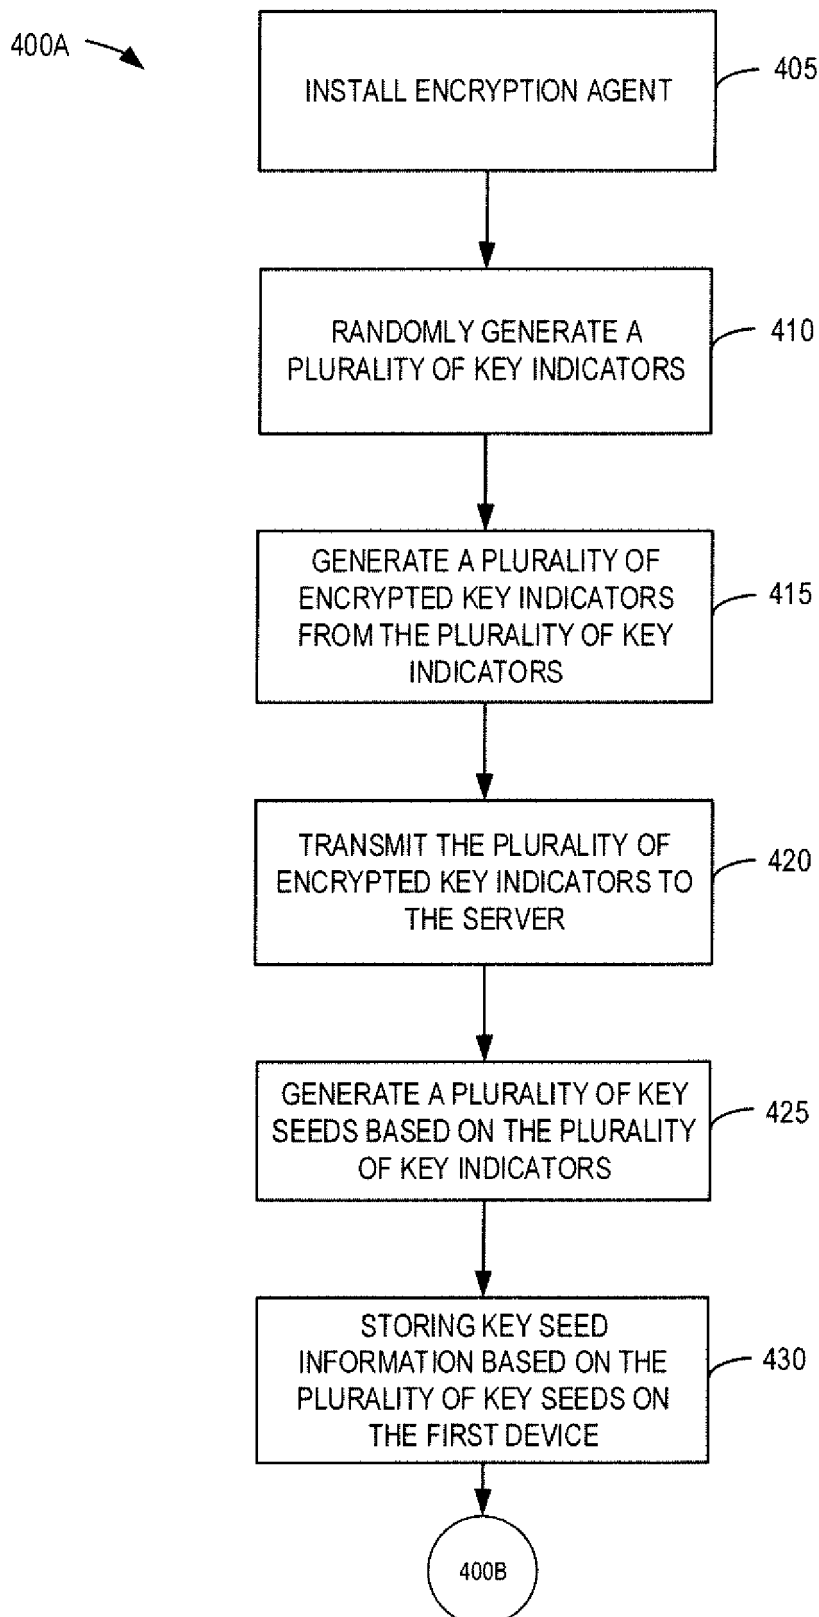 400A
INSTALL ENCRYPTION AGENT
405
RANDOMLY GENERATE A
PLURALITY OF KEY INDICATORS
410
GENERATE A PLURALITY OF
ENCRYPTED KEY INDICATORS
FROM THE PLURALITY OF KEY
INDICATORS
415
TRANSMIT THE PLURALITY OF
ENCRYPTED KEY INDICATORS TO
THE SERVER
420
GENERATE A PLURALITY OF KEY
SEEDS BASED ON THE PLURALITY
OF KEY INDICATORS
425
STORING KEY SEED
INFORMATION BASED ON THE
PLURALITY OF KEY SEEDS ON
THE FIRST DEVICE
430
400B